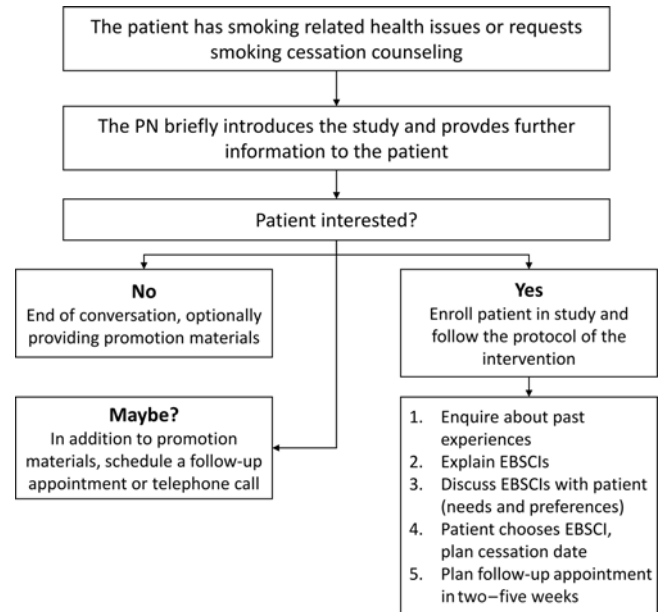 The patient has smoking related health issues or requests
smoking cessation counseling
The PN briefly introduces the study and provdes further
information to the patient
Patient interested?
No
End of conversation, optionally
providing promotion materials
Yes
Enroll patient in study and
follow the protocol of the
intervention
Maybe?
In addition to promotion
materials, schedule a follow-up
appointment or telephone call
1. Enquire about past
experiences
2. Explain EBSCIs
3. Discuss EBSCIs with patient
(needs and preferences)
4. Patient chooses EBSCI,
plan cessation date
5. Plan follow-up appointment
in two–five weeks